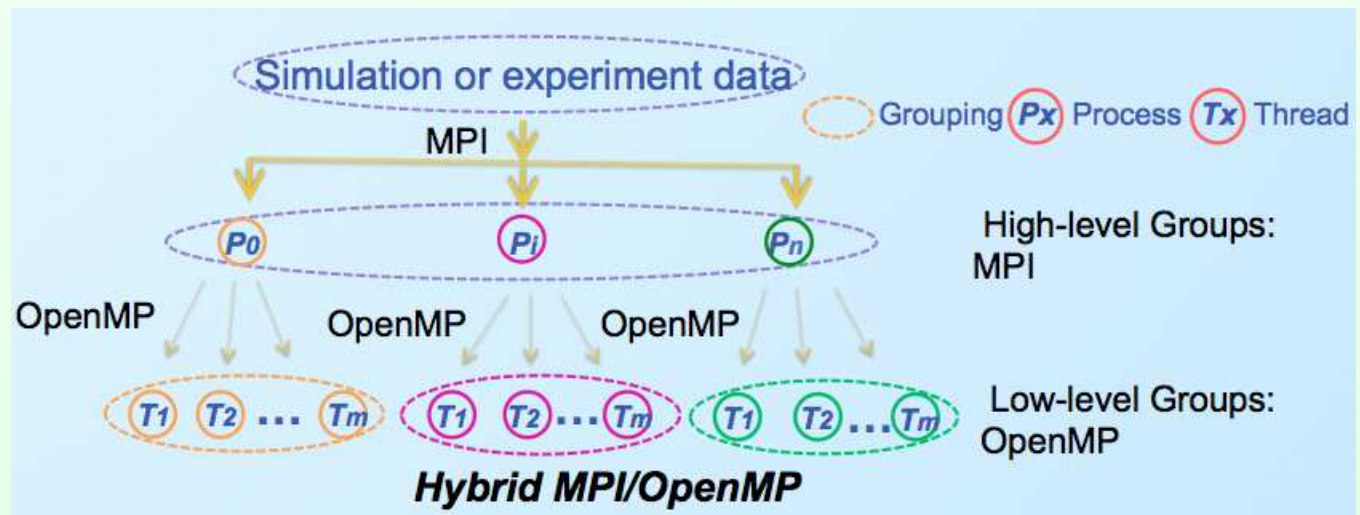 Simulation or experiment data
Grouping Px Process Tx Thread
MPI
P0 Pi Pn
High-level Groups:
MPI
OpenMP OpenMP OpenMP
T1 T2 ... Tm T1 T2 ... Tm T1 T2 ... Tm
Low-level Groups:
OpenMP
Hybrid MPI/OpenMP